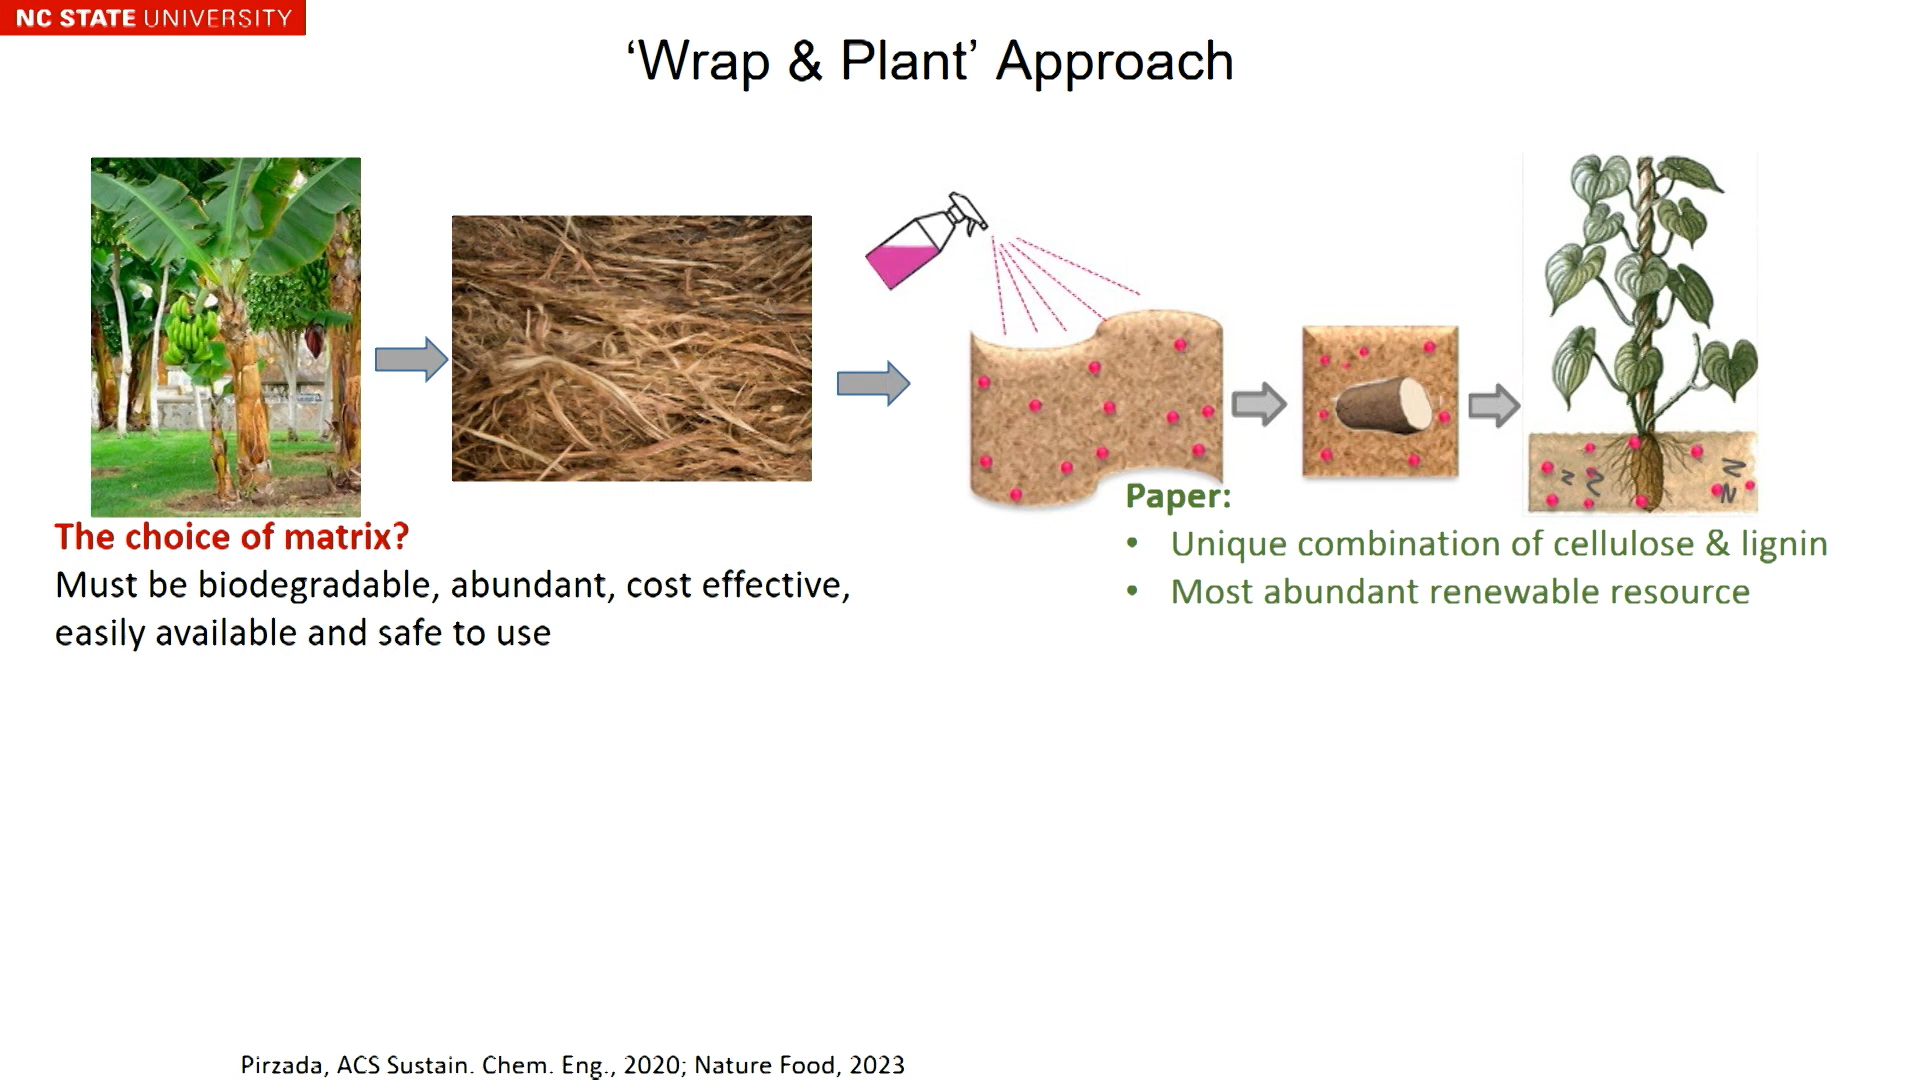 NC STATE UNIVERSITY
‘Wrap & Plant’ Approach
The choice of matrix?
Must be biodegradable, abundant, cost effective,
easily available and safe to use
Paper:
• Unique combination of cellulose & lignin
• Most abundant renewable resource
Pirzada, ACS Sustain. Chem. Eng., 2020; Nature Food, 2023